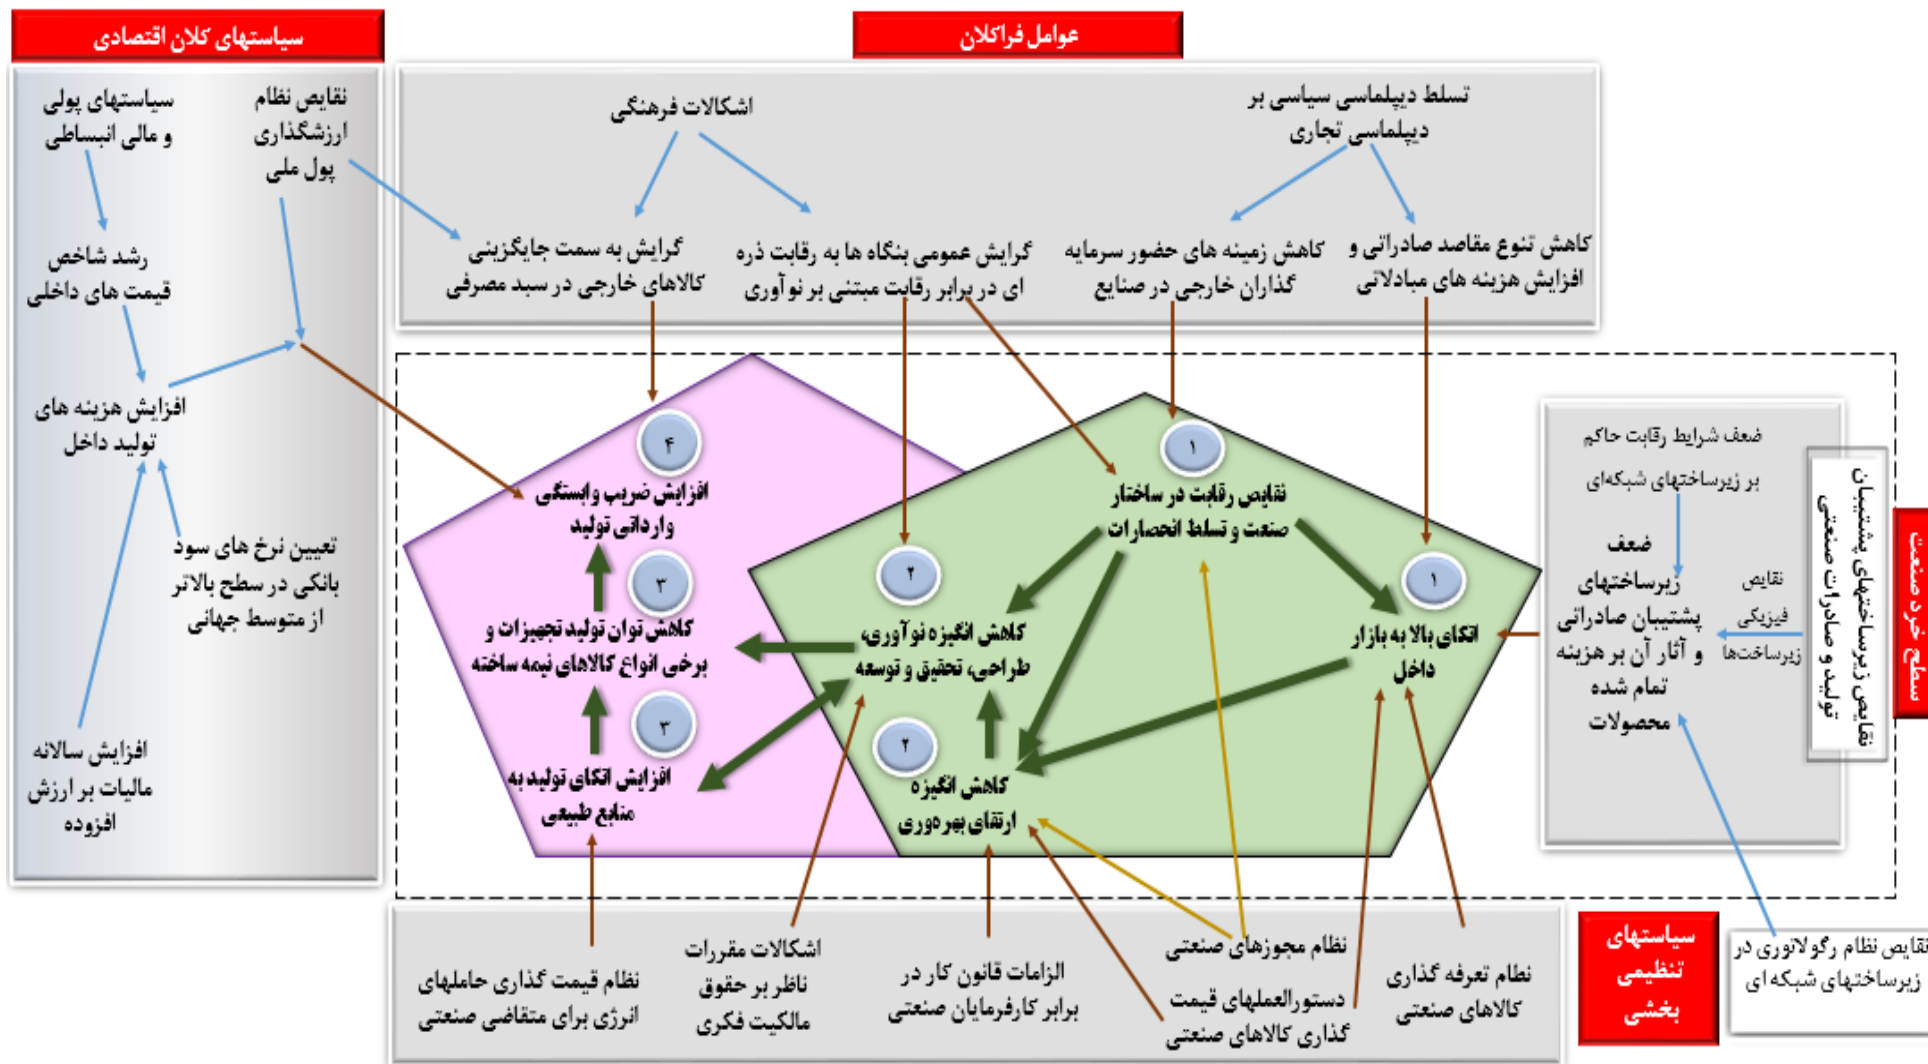 عوامل فراکلان
سیاستهای کلان اقتصادی
تسلط دیپلماسی سیاسی بر
دیپلماسی تجاری
اشکالات فرهنگی
کاهش تنوع مقاصد صادراتی و
افزایش هزینه های مبادلاتی
کاهش زمینه های حضور سرمایه
گذاران خارجی در صنایع
گرایش عمومی بنگاه ها به رقابت ذره
ای در برابر رقابت مبتنی بر نوآوری
گرایش به سمت جایگزینی
کالاهای خارجی در سبد مصرفی
نقایص نظام
ارزشگذاری
پول ملی
سیاستهای پولی
و مالی انبساطی
رشد شاخص
قیمت های داخلی
افزایش هزینه های
تولید داخل
تعیین نرخ های سود
بانکی در سطح بالاتر
از متوسط جهانی
افزایش سالانه
مالیات بر ارزش
افزوده
سطح خرد صنعت
نقایص زیرساختهای پشتیبان
تولید و صادرات صنعتی
ضعف شرایط رقابت حاکم
بر زیرساختهای شبکه‌ای
نقایص
فیزیکی
زیرساخت‌ها
ضعف
زیرساختهای
پشتیبان صادراتی
و آثار آن بر هزینه
تمام شده
محصولات
۱
نقایص رقابت در ساختار
صنعت و تسلط انحصارات
۱
اتکای بالا به بازار
داخل
۲
کاهش انگیزه نوآوری،
طراحی، تحقیق و توسعه
۲
کاهش انگیزه
ارتقای بهره‌وری
۴
افزایش ضریب وابستگی
وارداتی تولید
۳
کاهش توان تولید تجهیزات و
برخی انواع کالاهای نیمه ساخته
۳
افزایش اتکای تولید به
منابع طبیعی
نقایص نظام رگولاتوری در
زیرساختهای شبکه ای
سیاستهای
تنظیمی
بخشی
نظام تعرفه گذاری
کالاهای صنعتی
نظام مجوزهای صنعتی
دستورالعملهای قیمت
گذاری کالاهای صنعتی
الزامات قانون کار در
برابر کارفرمایان صنعتی
اشکالات مقررات
ناظر بر حقوق
مالکیت فکری
نظام قیمت گذاری حاملهای
انرژی برای متقاضی صنعتی